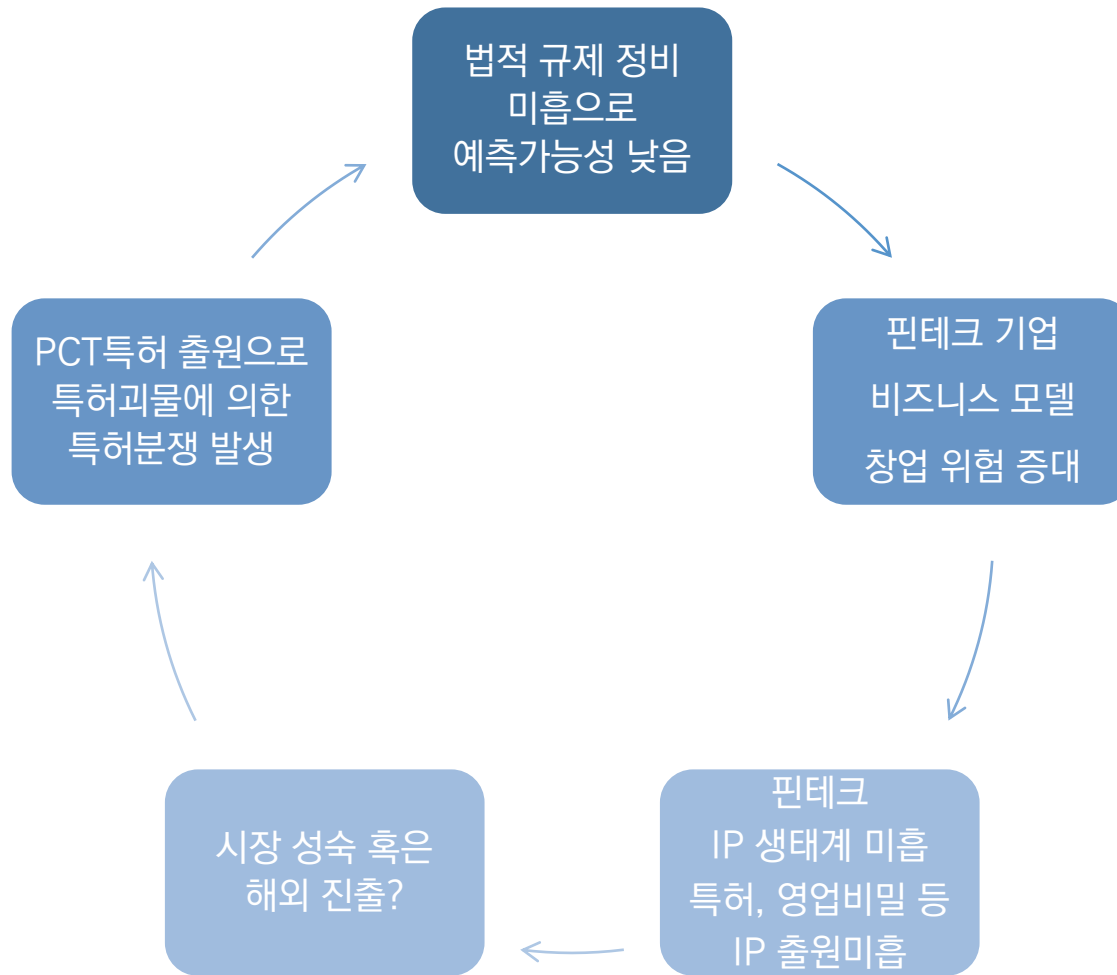 법적 규제 정비
미흡으로
예측가능성 낮음
핀테크 기업
비즈니스 모델
창업 위험 증대
핀테크
IP 생태계 미흡
특허, 영업비밀 등
IP 출원미흡
시장 성숙 혹은
해외 진출?
PCT특허 출원으로
특허괴물에 의한
특허분쟁 발생